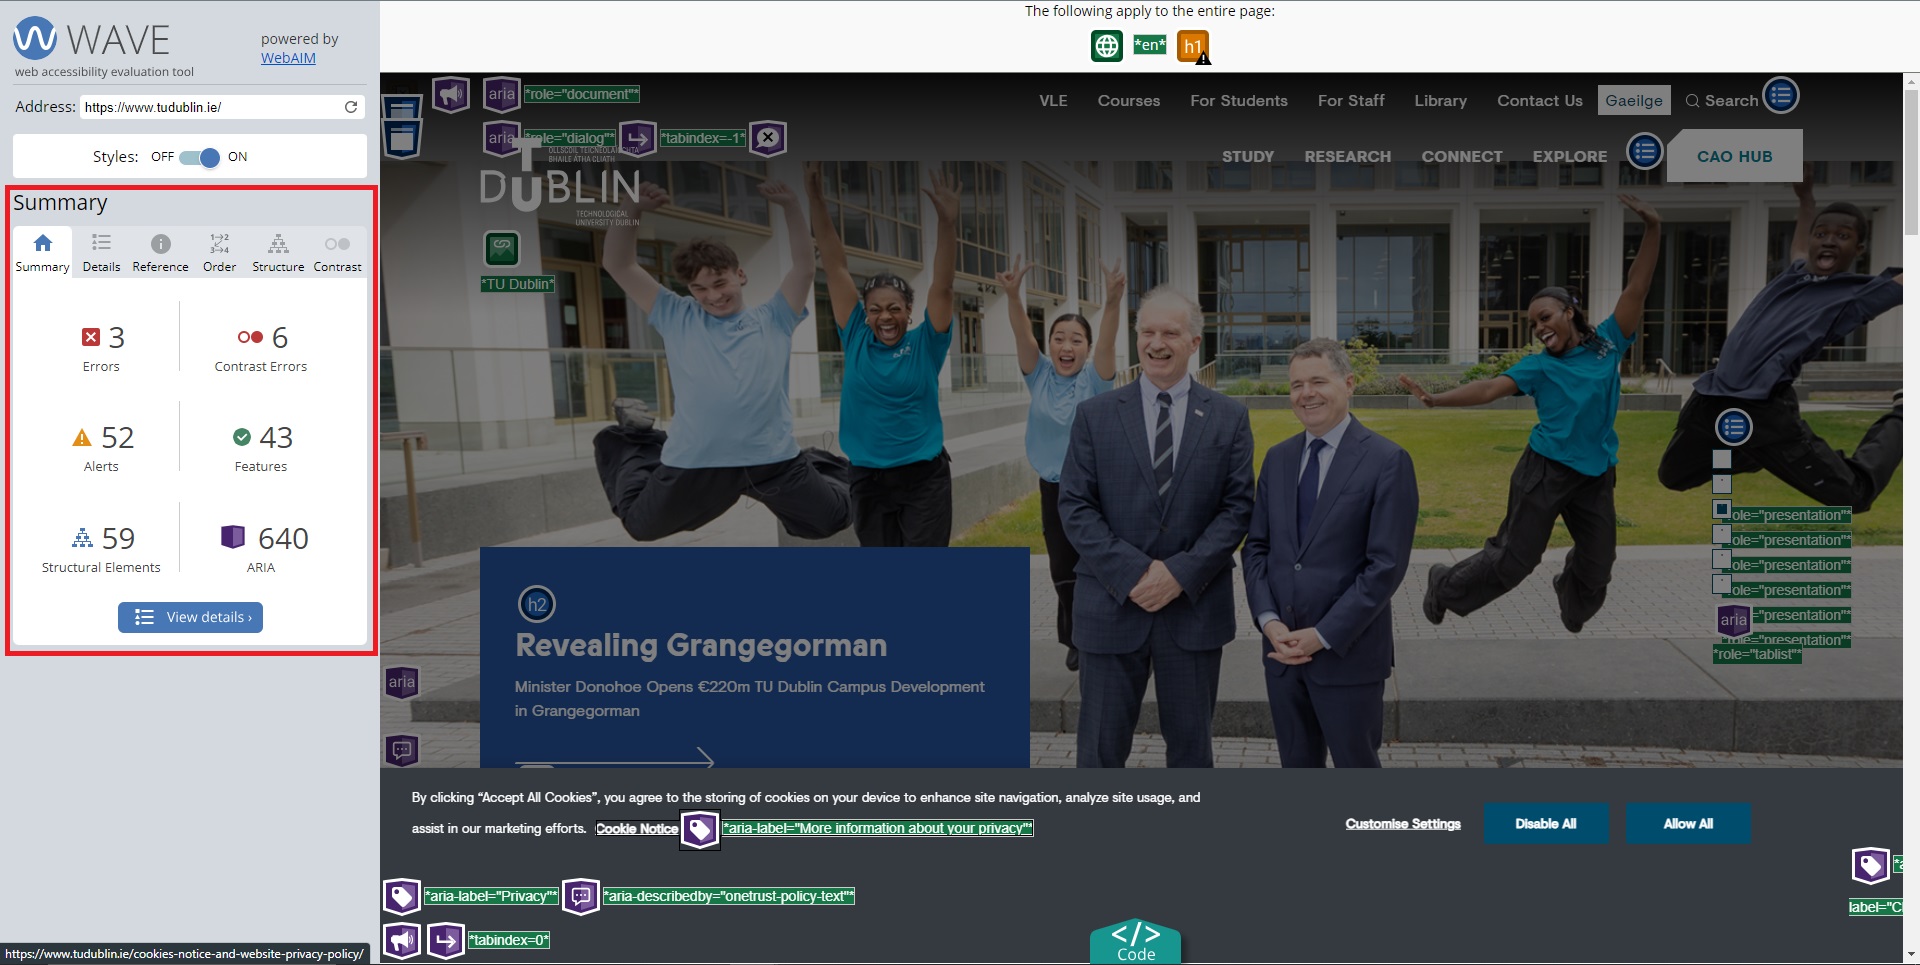 WAVE
web accessibility evaluation tool
powered by
WebAIM
Address: https://www.tudublin.ie/
Styles: OFF ON
Summary
Summary Details Reference Order Structure Contrast
3
Errors
6
Contrast Errors
52
Alerts
43
Features
59
Structural Elements
640
ARIA
View details ›
https://www.tudublin.ie/cookies-notice-and-website-privacy-policy/
The following apply to the entire page:
*en* h1
aria *role="document"*
VLE Courses For Students For Staff Library Contact Us Gaeilge Search
aria *role="dialog"* *tabindex=-1*
STUDY RESEARCH CONNECT EXPLORE CAO HUB
OLLSCOIL TEICNEOLAÍOCHTA
BHAILE ÁTHA CLIATH
TU DUBLIN
TECHNOLOGICAL
UNIVERSITY DUBLIN
*TU Dublin*
ole="presentation"*
ole="presentation"*
ole="presentation"*
ole="presentation"*
aria ="presentation"*
ole="presentation"*
*role="tablist"*
h2
Revealing Grangegorman
Minister Donohoe Opens €220m TU Dublin Campus Development
in Grangegorman
aria
By clicking “Accept All Cookies”, you agree to the storing of cookies on your device to enhance site navigation, analyze site usage, and
assist in our marketing efforts. Cookie Notice *aria-label="More information about your privacy"*
Customise Settings Disable All Allow All
*aria-label="Privacy"* *aria-describedby="onetrust-policy-text"*
*tabindex=0*
label="C
</> Code